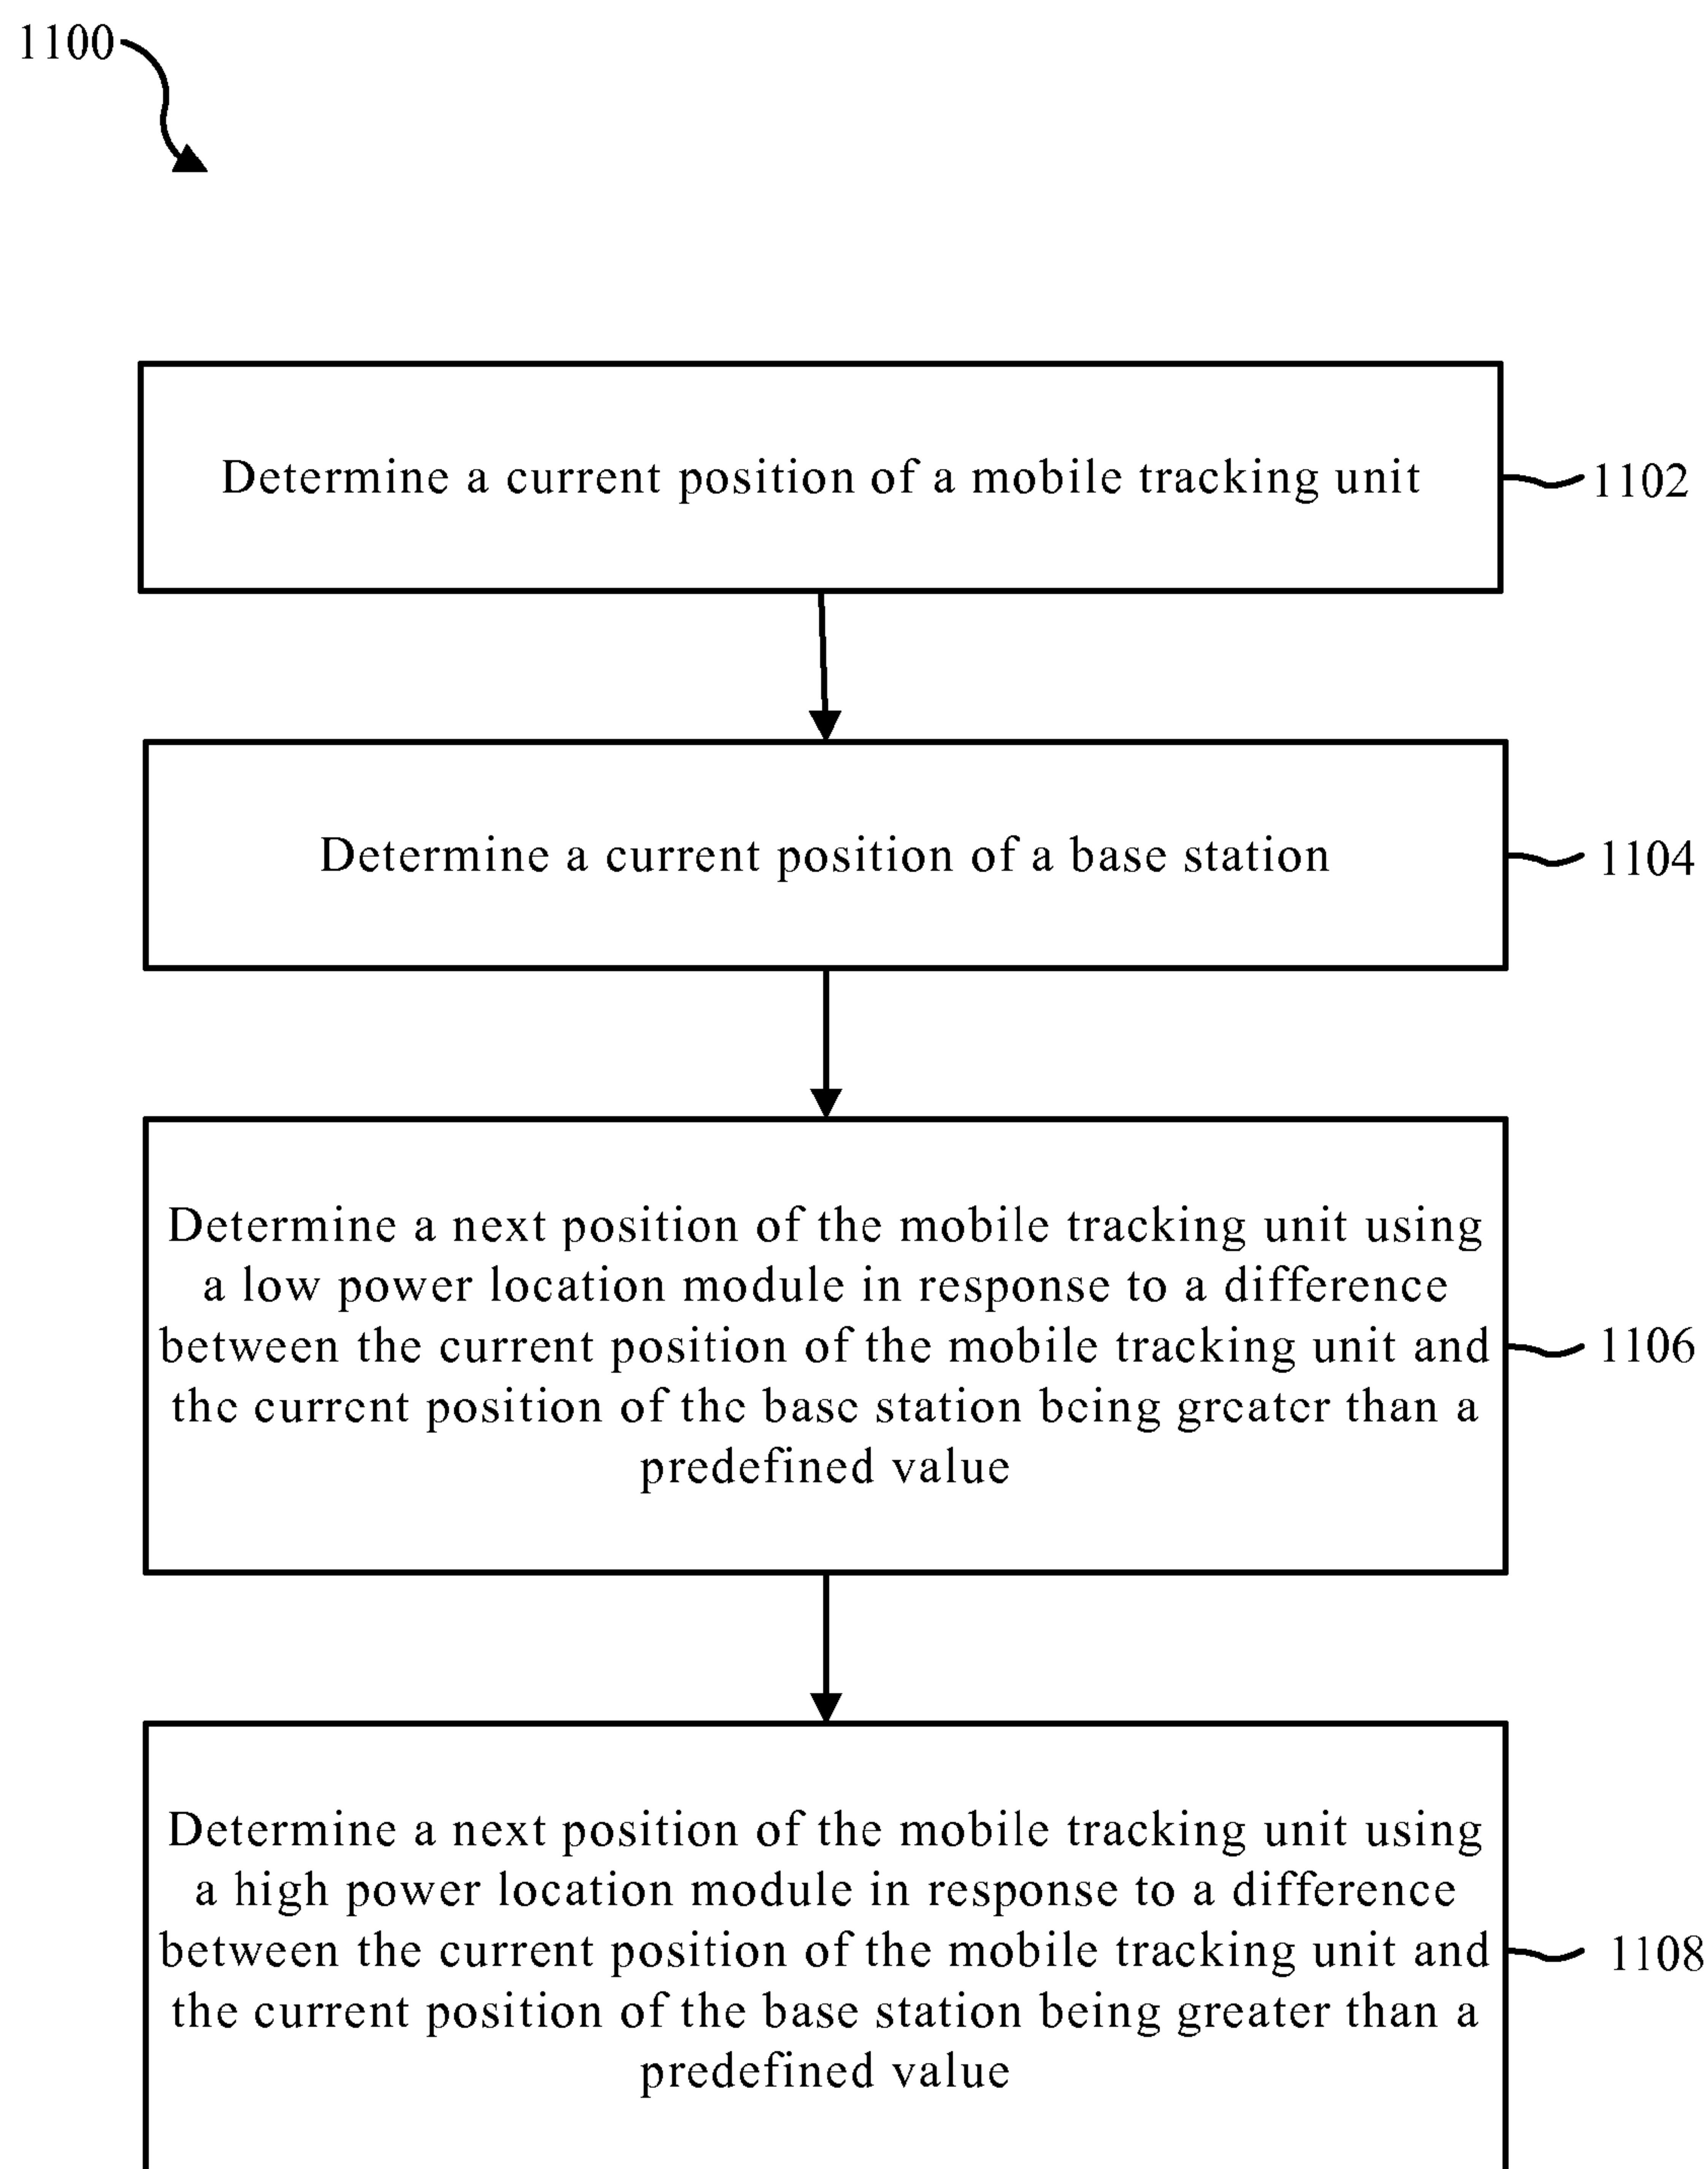 1100
Determine a current position of a mobile tracking unit
1102
Determine a current position of a base station
1104
Determine a next position of the mobile tracking unit using
a low power location module in response to a difference
between the current position of the mobile tracking unit and
the current position of the base station being greater than a
predefined value
1106
Determine a next position of the mobile tracking unit using
a high power location module in response to a difference
between the current position of the mobile tracking unit and
the current position of the base station being greater than a
predefined value
1108